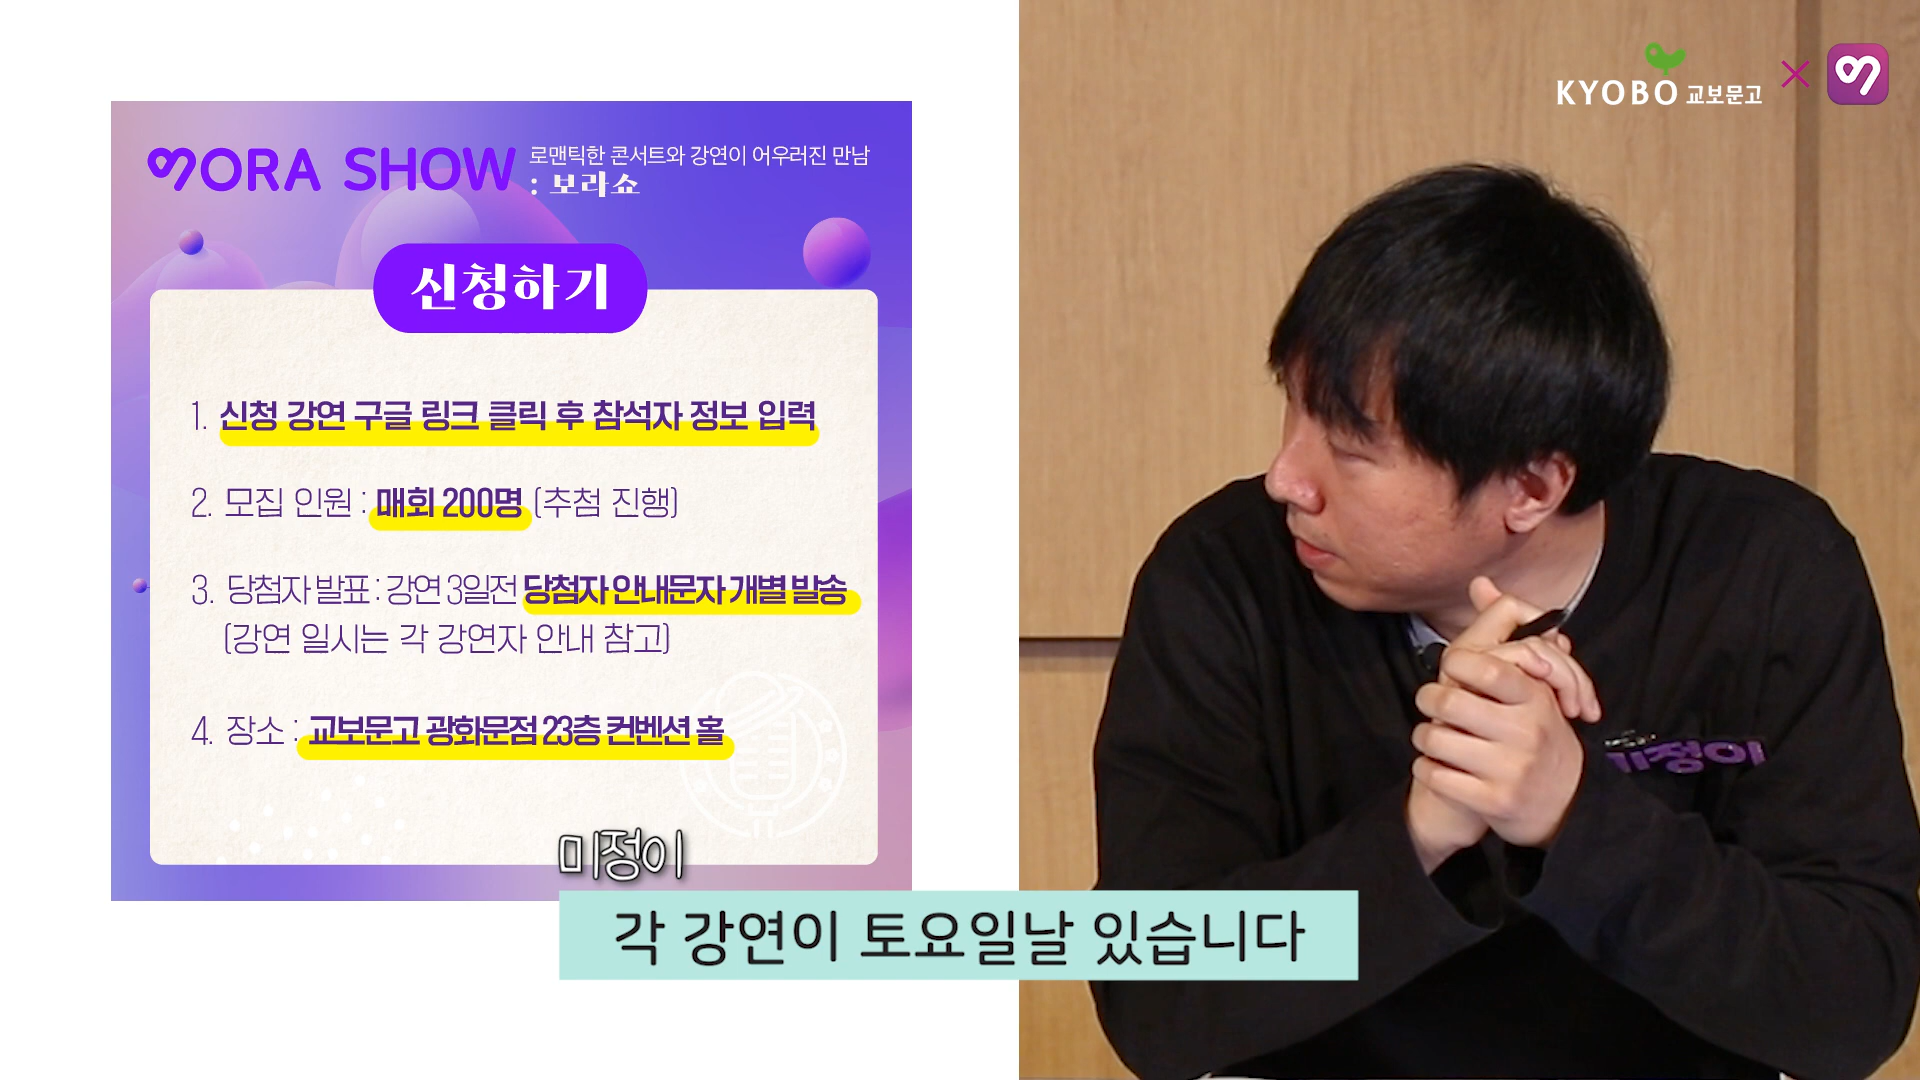 KYOBO 교보문고
VORA SHOW
로맨틱한 콘서트와 강연이 어우러진 만남
: 보라쇼
신청하기
1. 신청 강연 구글 링크 클릭 후 참석자 정보 입력
2. 모집 인원 : 매회 200명 (추첨 진행)
3. 당첨자 발표 : 강연 3일전 당첨자 안내문자 개별 발송
(강연 일시는 각 강연자 안내 참고)
4. 장소 : 교보문고 광화문점 23층 컨벤션 홀
미정이
미정이
각 강연이 토요일날 있습니다